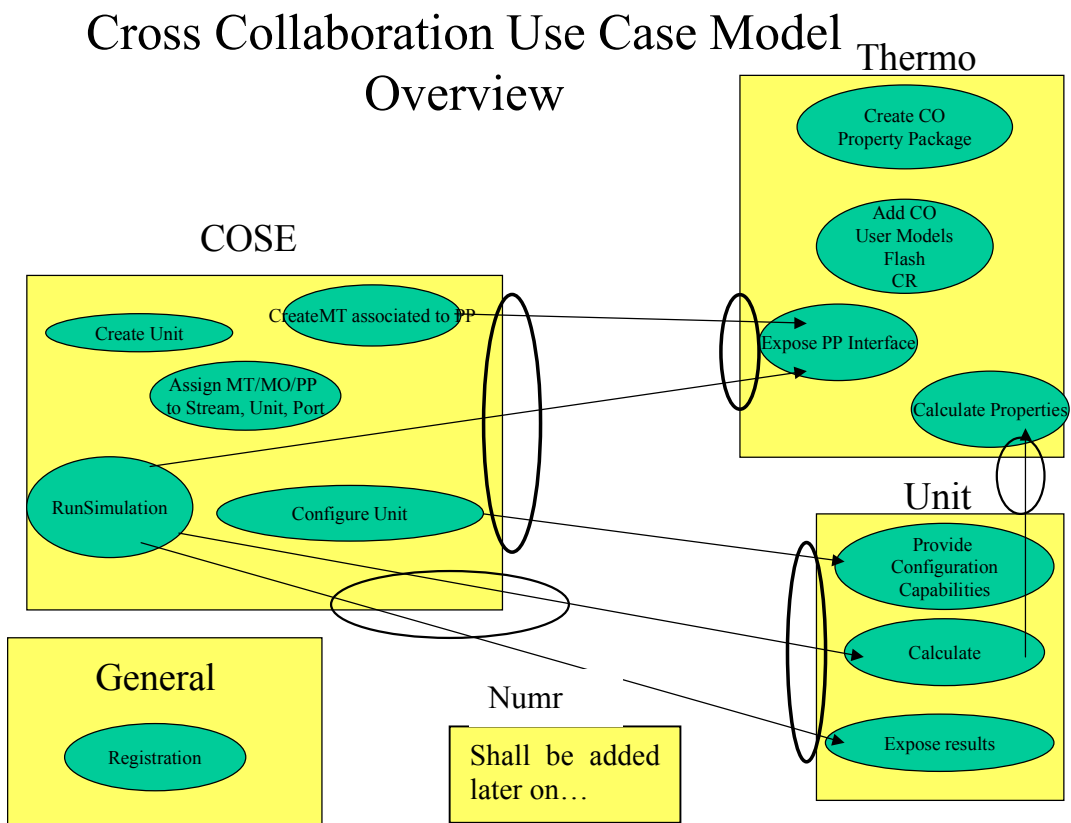 Cross Collaboration Use Case Model
Overview
Thermo
Create CO
Property Package
Add CO
User Models
Flash
CR
Expose PP Interface
Calculate Properties
COSE
CreateMT associated to PP
Create Unit
Assign MT/MO/PP
to Stream, Unit, Port
RunSimulation
Configure Unit
Unit
Provide
Configuration
Capabilities
Calculate
Expose results
General
Registration
Numr
Shall be added
later on…